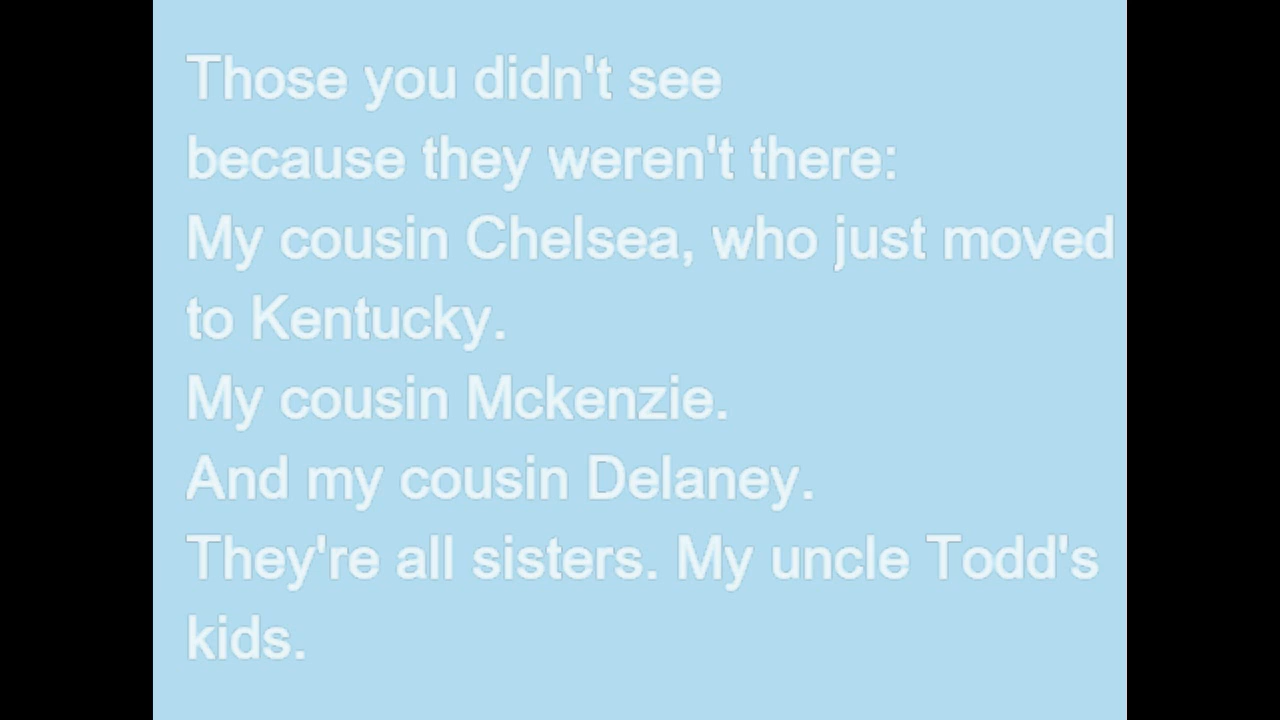 Those you didn't see
because they weren't there:
My cousin Chelsea, who just moved
to Kentucky.
My cousin Mckenzie.
And my cousin Delaney.
They're all sisters. My uncle Todd's
kids.